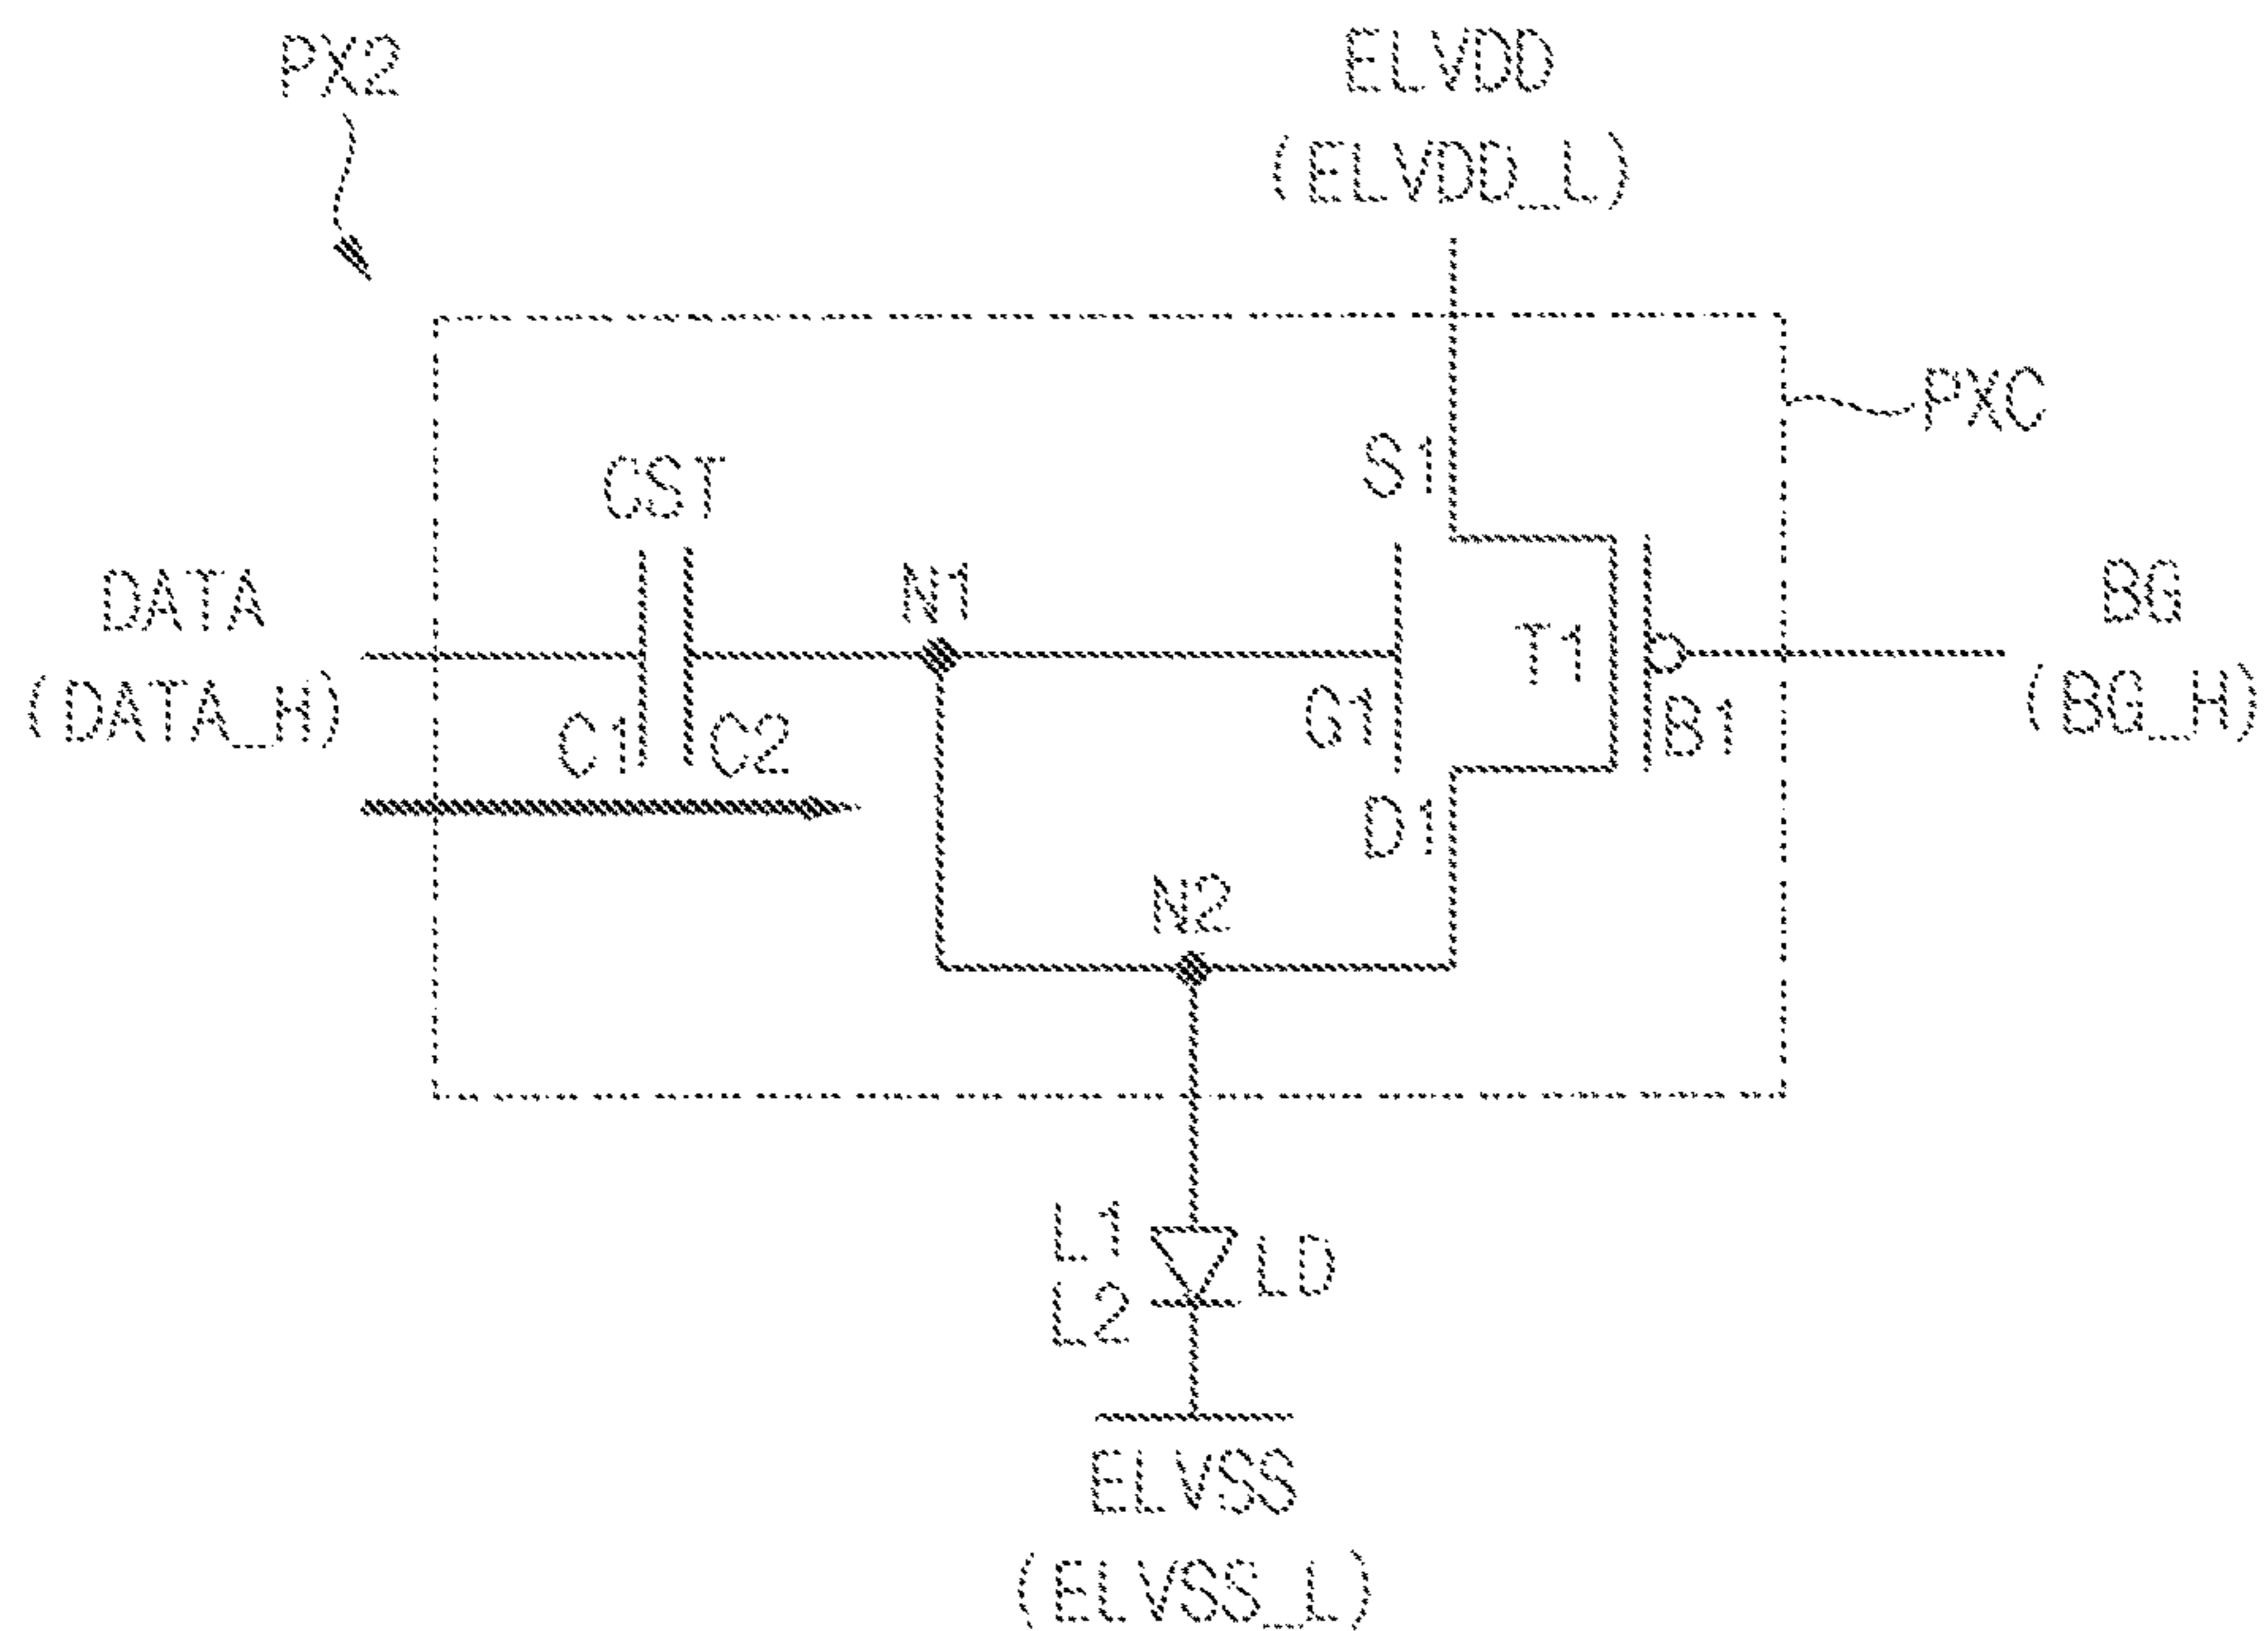 PX2
ELVDD
(ELVDD_L)
PXC
S1
CST
DATA
(DATA_H)
N1
T1
BG
(BG_H)
G1
B1
C1
C2
D1
N2
L1
LD
L2
ELVSS
(ELVSS_L)